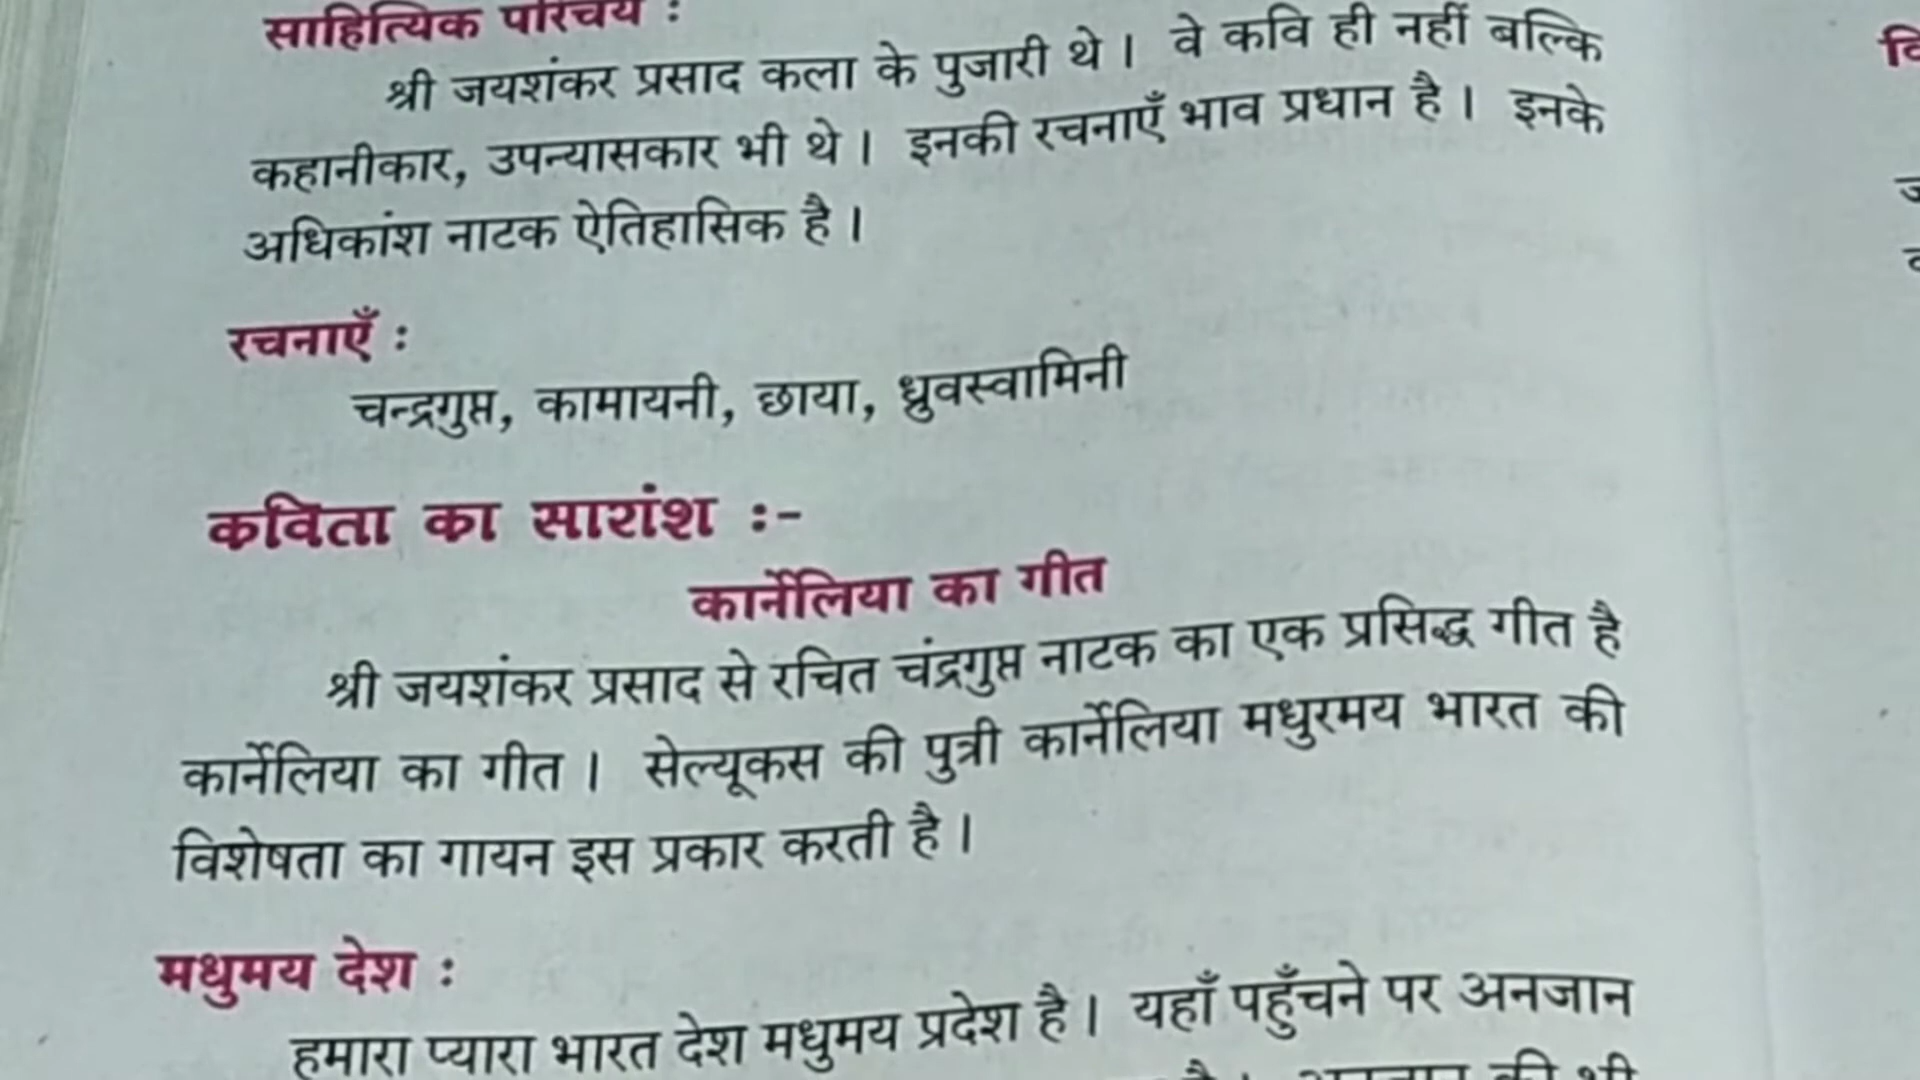 साहित्यिक परिचय :
श्री जयशंकर प्रसाद कला के पुजारी थे । वे कवि ही नहीं बल्कि
कहानीकार, उपन्यासकार भी थे । इनकी रचनाएँ भाव प्रधान है । इनके
अधिकांश नाटक ऐतिहासिक है ।
रचनाएँ :
चन्द्रगुप्त, कामायनी, छाया, ध्रुवस्वामिनी
कविता का सारांश :-
कार्नेलिया का गीत
श्री जयशंकर प्रसाद से रचित चंद्रगुप्त नाटक का एक प्रसिद्ध गीत है
कार्नेलिया का गीत । सेल्यूकस की पुत्री कार्नेलिया मधुरमय भारत की
विशेषता का गायन इस प्रकार करती है ।
मधुमय देश :
हमारा प्यारा भारत देश मधुमय प्रदेश है । यहाँ पहुँचने पर अनजान